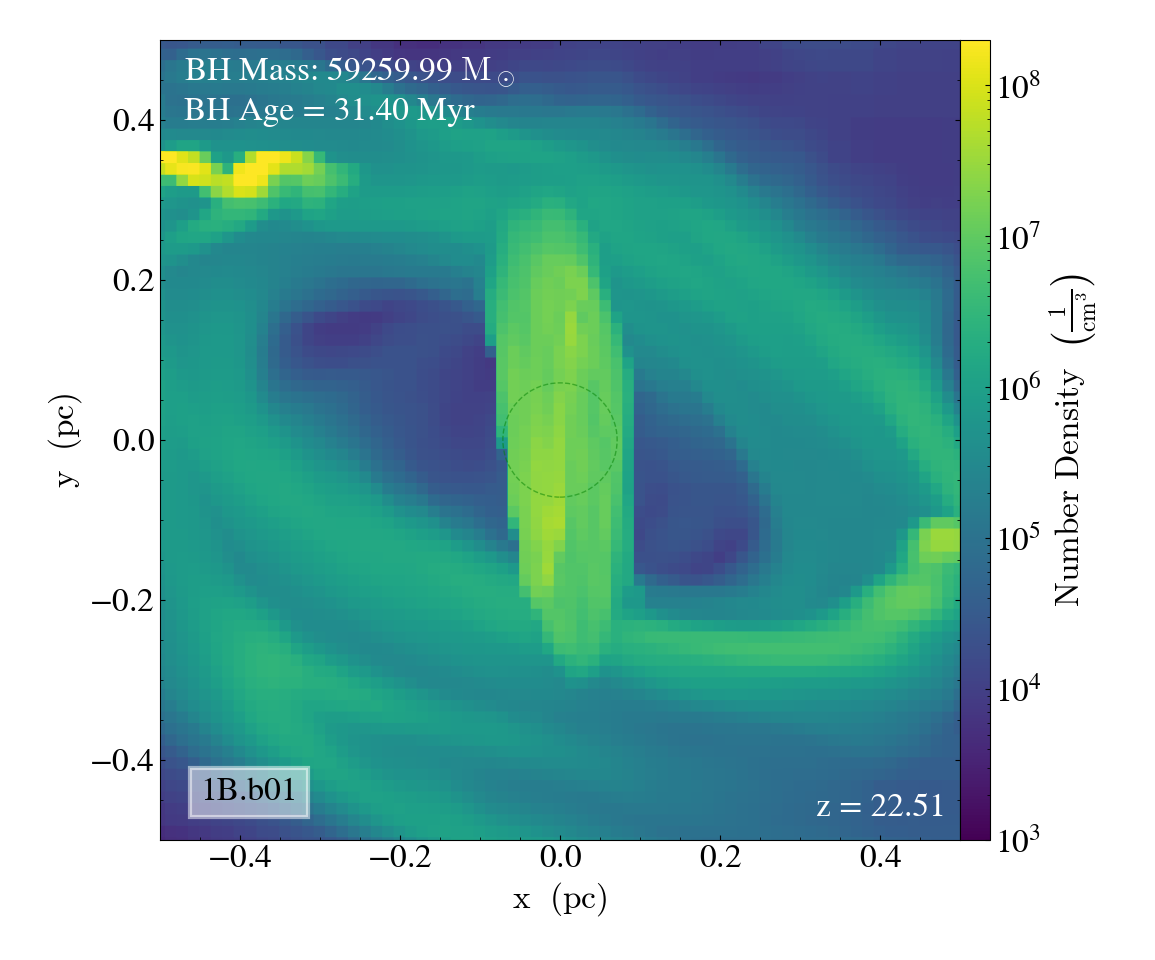 BH Mass: 59259.99 M⊙
BH Age = 31.40 Myr
1B.b01
z = 22.51
0.4
0.2
0.0
−0.2
−0.4
y (pc)
−0.4 −0.2 0.0 0.2 0.4
x (pc)
10⁸
10⁷
10⁶
10⁵
10⁴
10³
Number Density (1/cm³)